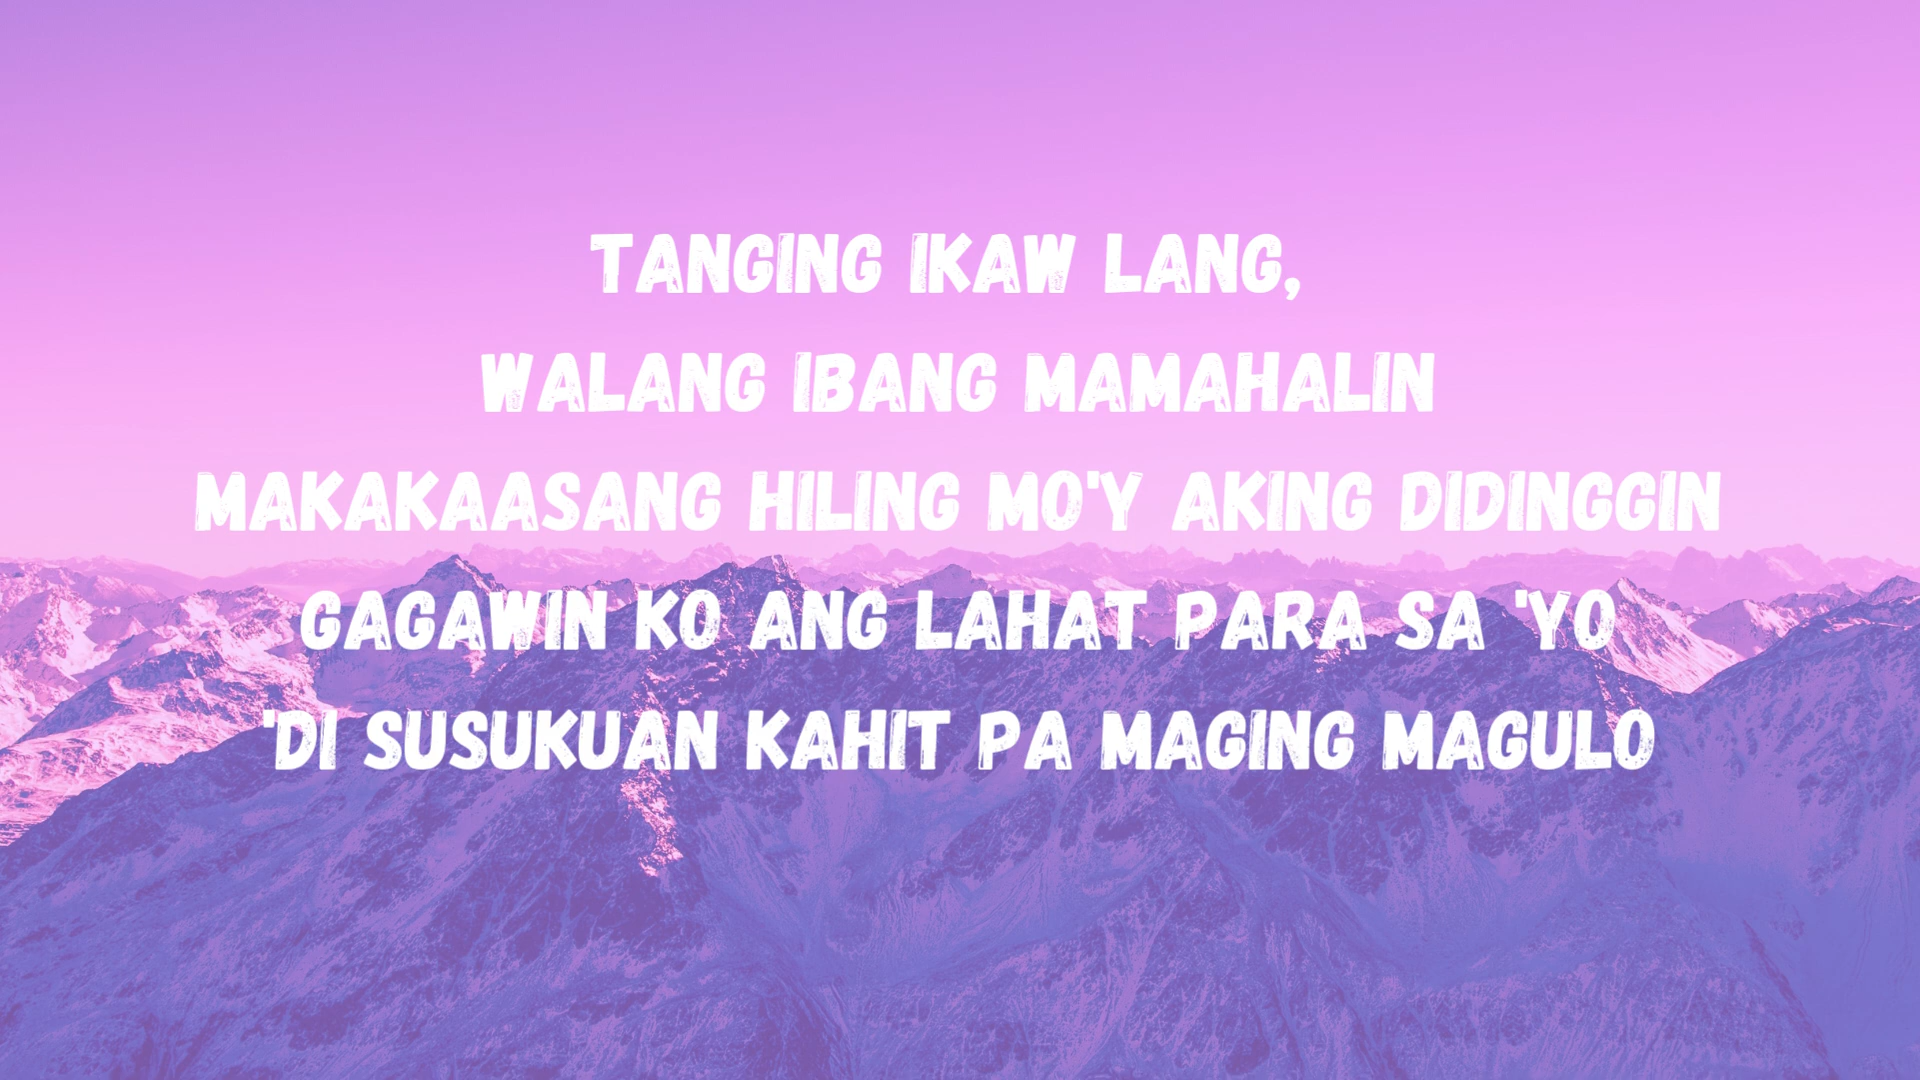 TANGING IKAW LANG,
WALANG IBANG MAMAHALIN
MAKAKAASANG HILING MO'Y AKING DIDINGGIN
GAGAWIN KO ANG LAHAT PARA SA 'YO
'DI SUSUKUAN KAHIT PA MAGING MAGULO